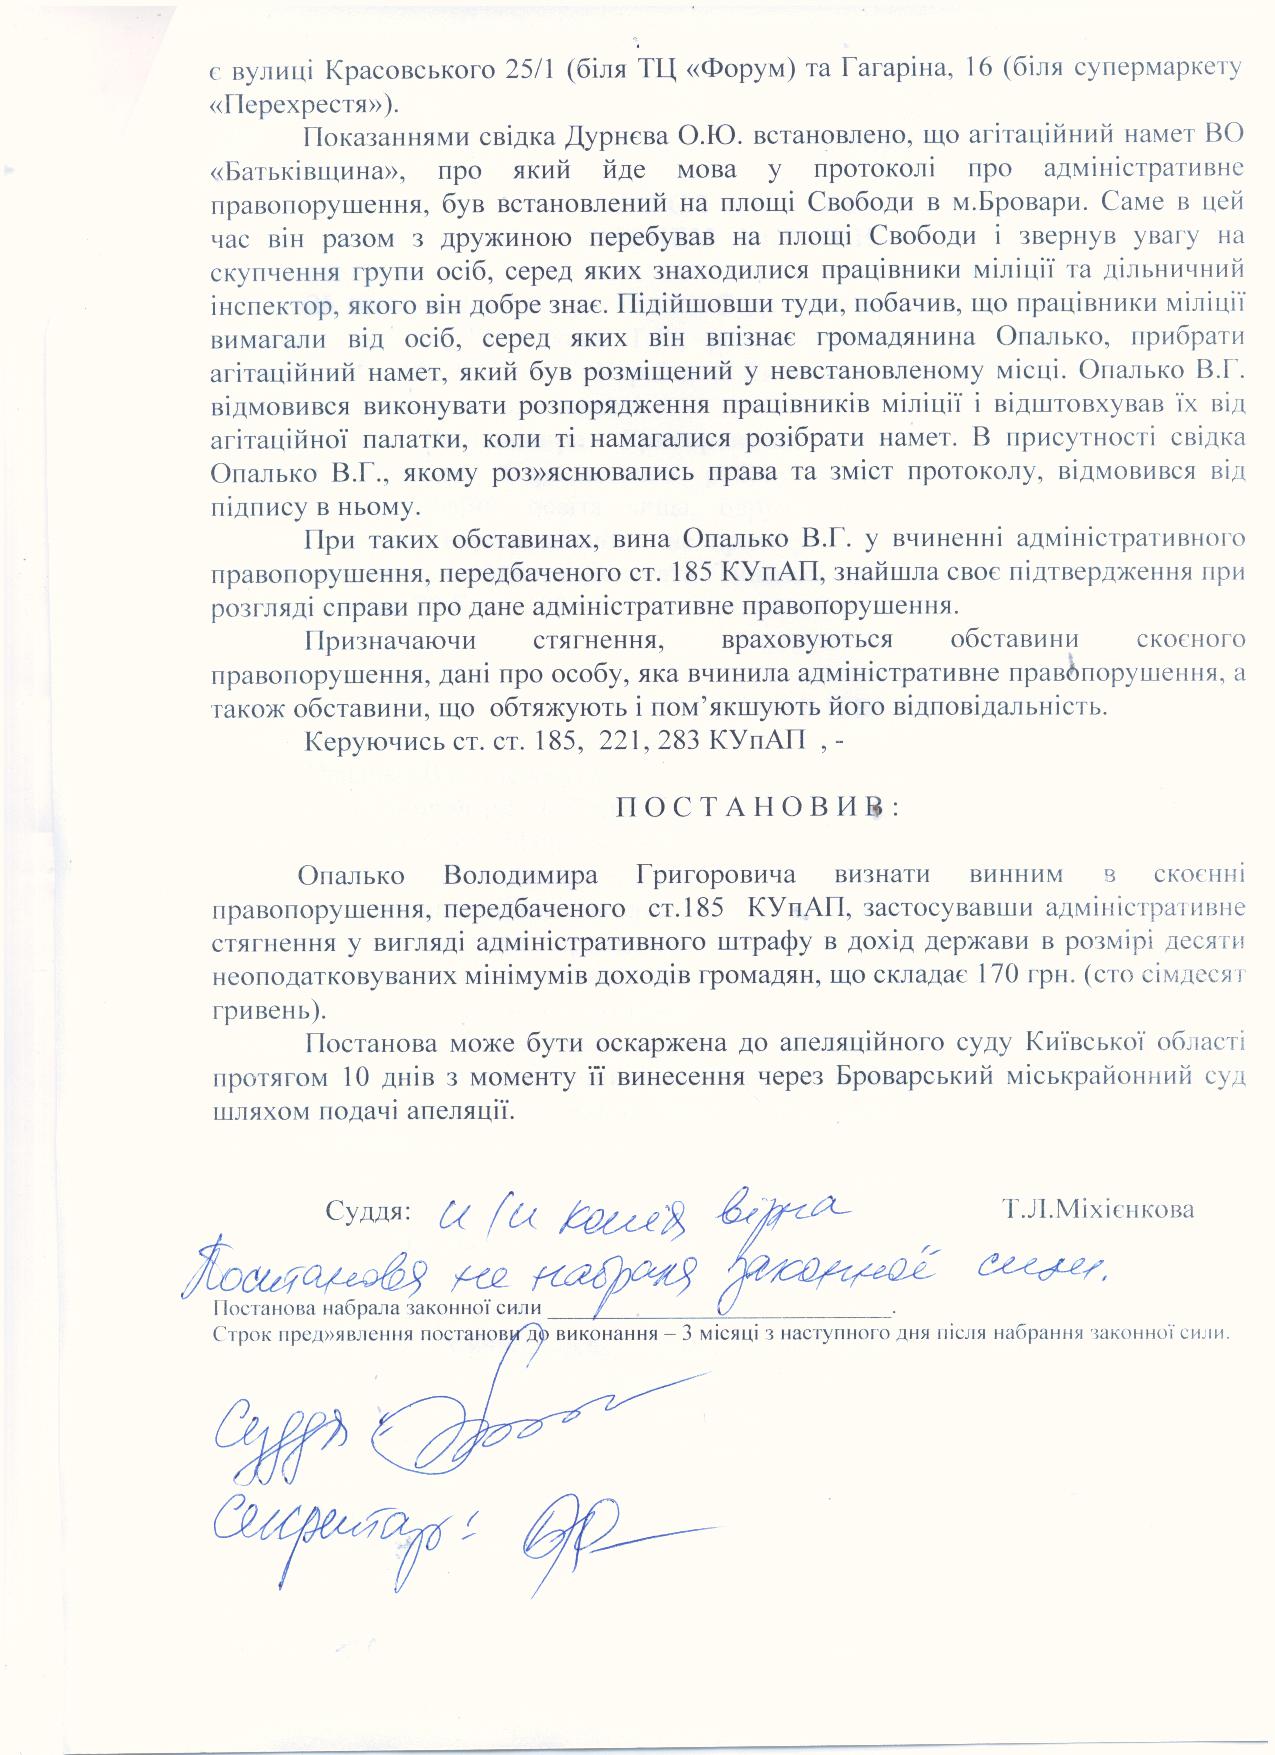 є вулиці Красовського 25/1 (біля ТЦ «Форум) та Гагаріна, 16 (біля супермаркету
«Перехрестя»).
Показаннями свідка Дурнєва О.Ю. встановлено, що агітаційний намет ВО
«Батьківщина», про який йде мова у протоколі про адміністративне
правопорушення, був встановлений на площі Свободи в м.Бровари. Саме в цей
час він разом з дружиною перебував на площі Свободи і звернув увагу на
скупчення групи осіб, серед яких знаходилися працівники міліції та дільничний
інспектор, якого він добре знає. Підійшовши туди, побачив, що працівники міліції
вимагали від осіб, серед яких він впізнає громадянина Опалько, прибрати
агітаційний намет, який був розміщений у невстановленому місці. Опалько В.Г.
відмовився виконувати розпорядження працівників міліції і відштовхував їх від
агітаційної палатки, коли ті намагалися розібрати намет. В присутності свідка
Опалько В.Г., якому роз»яснювались права та зміст протоколу, відмовився від
підпису в ньому.
При таких обставинах, вина Опалько В.Г. у вчиненні адміністративного
правопорушення, передбаченого ст. 185 КУпАП, знайшла своє підтвердження при
розгляді справи про дане адміністративне правопорушення.
Призначаючи стягнення, враховуються обставини скоєного
правопорушення, дані про особу, яка вчинила адміністративне правопорушення, а
також обставини, що обтяжують і пом’якшують його відповідальність.
Керуючись ст. ст. 185, 221, 283 КУпАП , -
П О С Т А Н О В И В :
Опалько Володимира Григоровича визнати винним в скоєнні
правопорушення, передбаченого ст.185 КУпАП, застосувавши адміністративне
стягнення у вигляді адміністративного штрафу в дохід держави в розмірі десяти
неоподатковуваних мінімумів доходів громадян, що складає 170 грн. (сто сімдесят
гривень).
Постанова може бути оскаржена до апеляційного суду Київської області
протягом 10 днів з моменту її винесення через Броварський міськрайонний суд
шляхом подачі апеляції.
Суддя: п/п копія вірна Т.Л.Міхієнкова
Постанова не набрала законної сили.
Постанова набрала законної сили ______________________________.
Строк пред»явлення постанови до виконання – 3 місяці з наступного дня після набрання законної сили.
Суддя
Секретар: